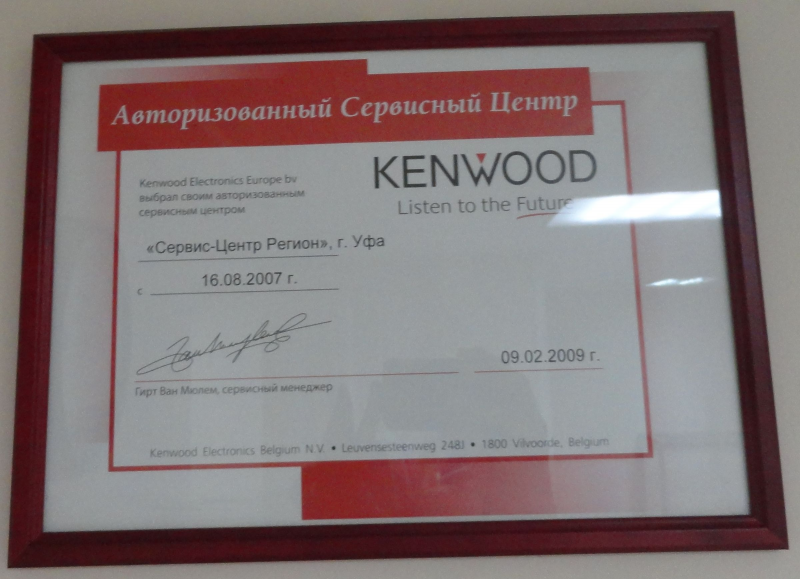 Авторизованный Сервисный Центр
KENWOOD
Listen to the Future
Kenwood Electronics Europe bv
выбрал своим авторизованным
сервисным центром
«Сервис-Центр Регион», г. Уфа
с 16.08.2007 г.
09.02.2009 г.
Гирт Ван Мюлем, сервисный менеджер
Kenwood Electronics Belgium N.V. • Leuvensesteenweg 248J • 1800 Vilvoorde, Belgium